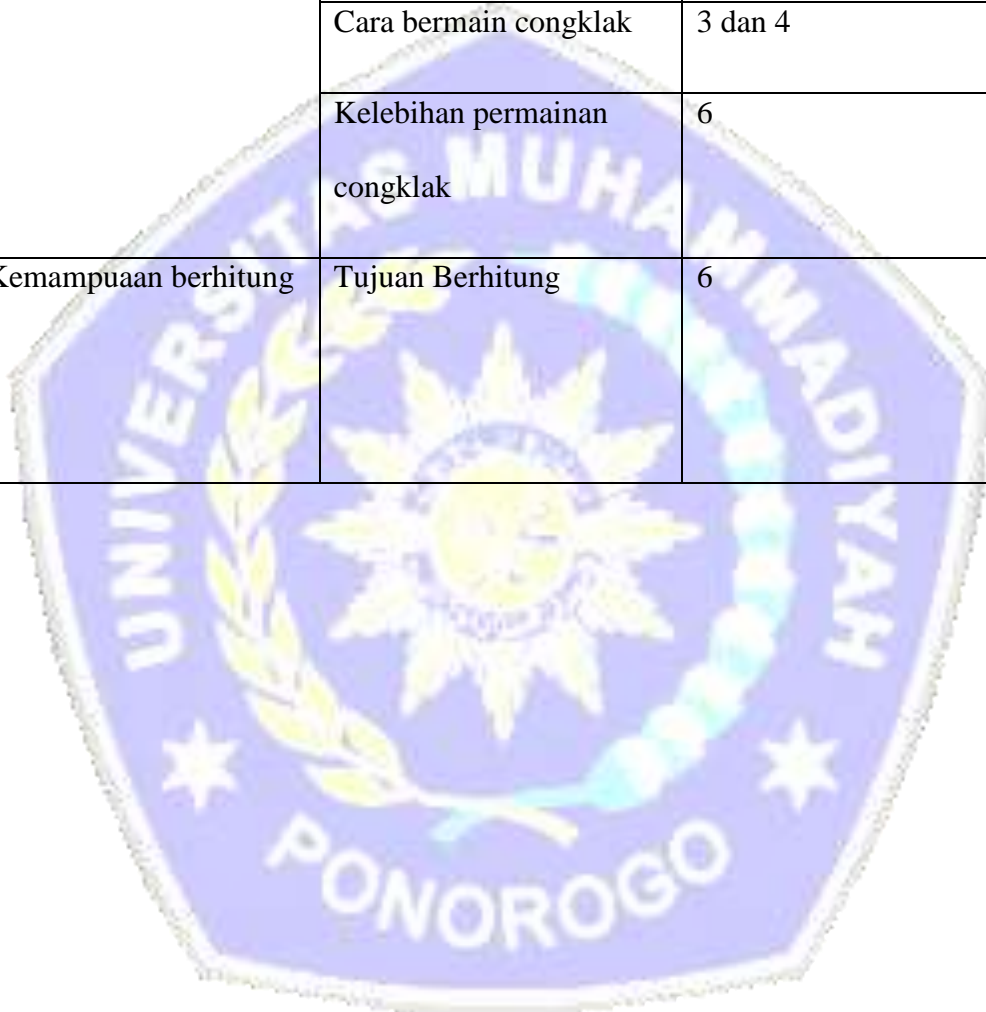 Cara bermain congklak 3 dan 4
Kelebihan permainan 6
congklak
Kemampuaan berhitung Tujuan Berhitung 6
UNIVERSITAS MUHAMMADIYAH
PONOROGO